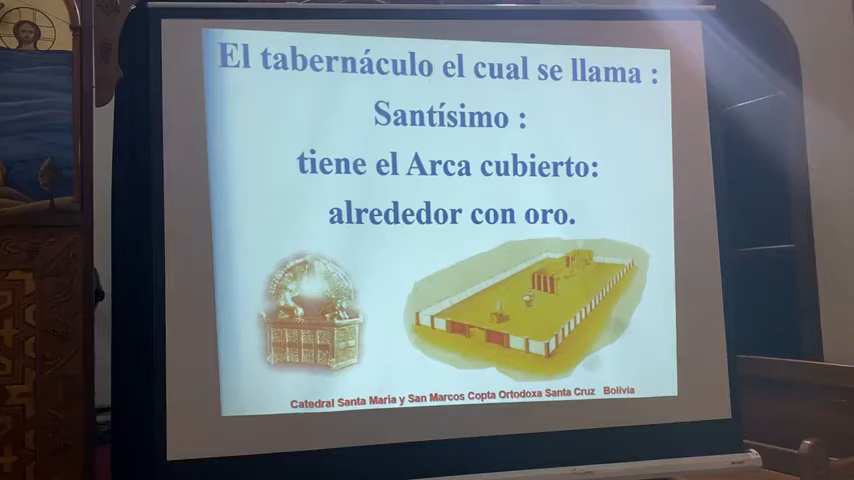 El tabernáculo el cual se llama :
Santísimo :
tiene el Arca cubierto:
alrededor con oro.
Catedral Santa Maria y San Marcos Copta Ortodoxa Santa Cruz Bolivia